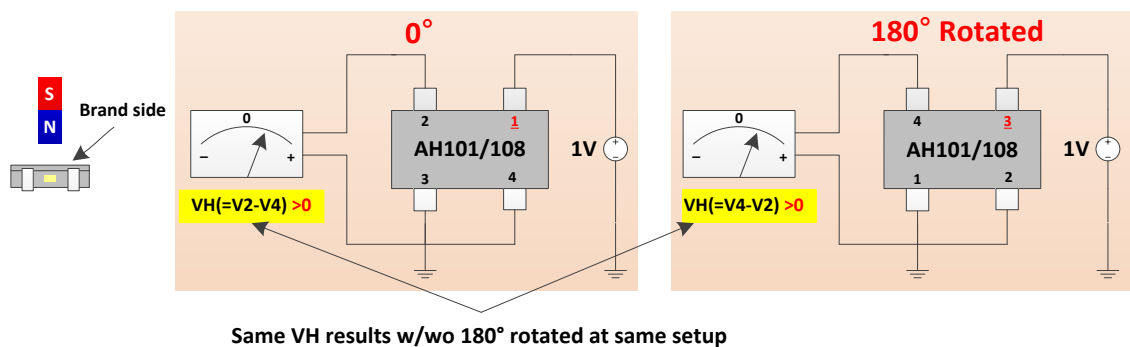 S
N
Brand side
0°
0
–
+
VH(=V2-V4) >0
2
1
AH101/108
3
4
1V
+
–
180° Rotated
0
–
+
VH(=V4-V2) >0
4
3
AH101/108
1
2
1V
+
–
Same VH results w/wo 180° rotated at same setup